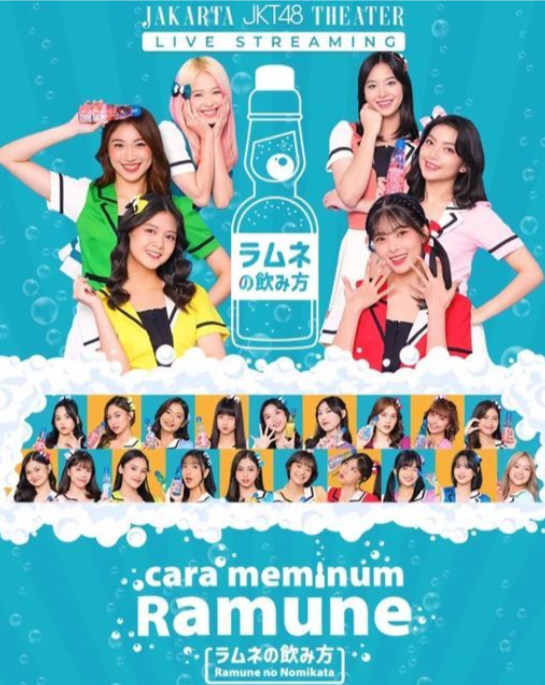 JAKARTA JKT48 THEATER
LIVE STREAMING
ラムネ
の飲み方
cara meminum
Ramune
ラムネの飲み方
Ramune no Nomikata